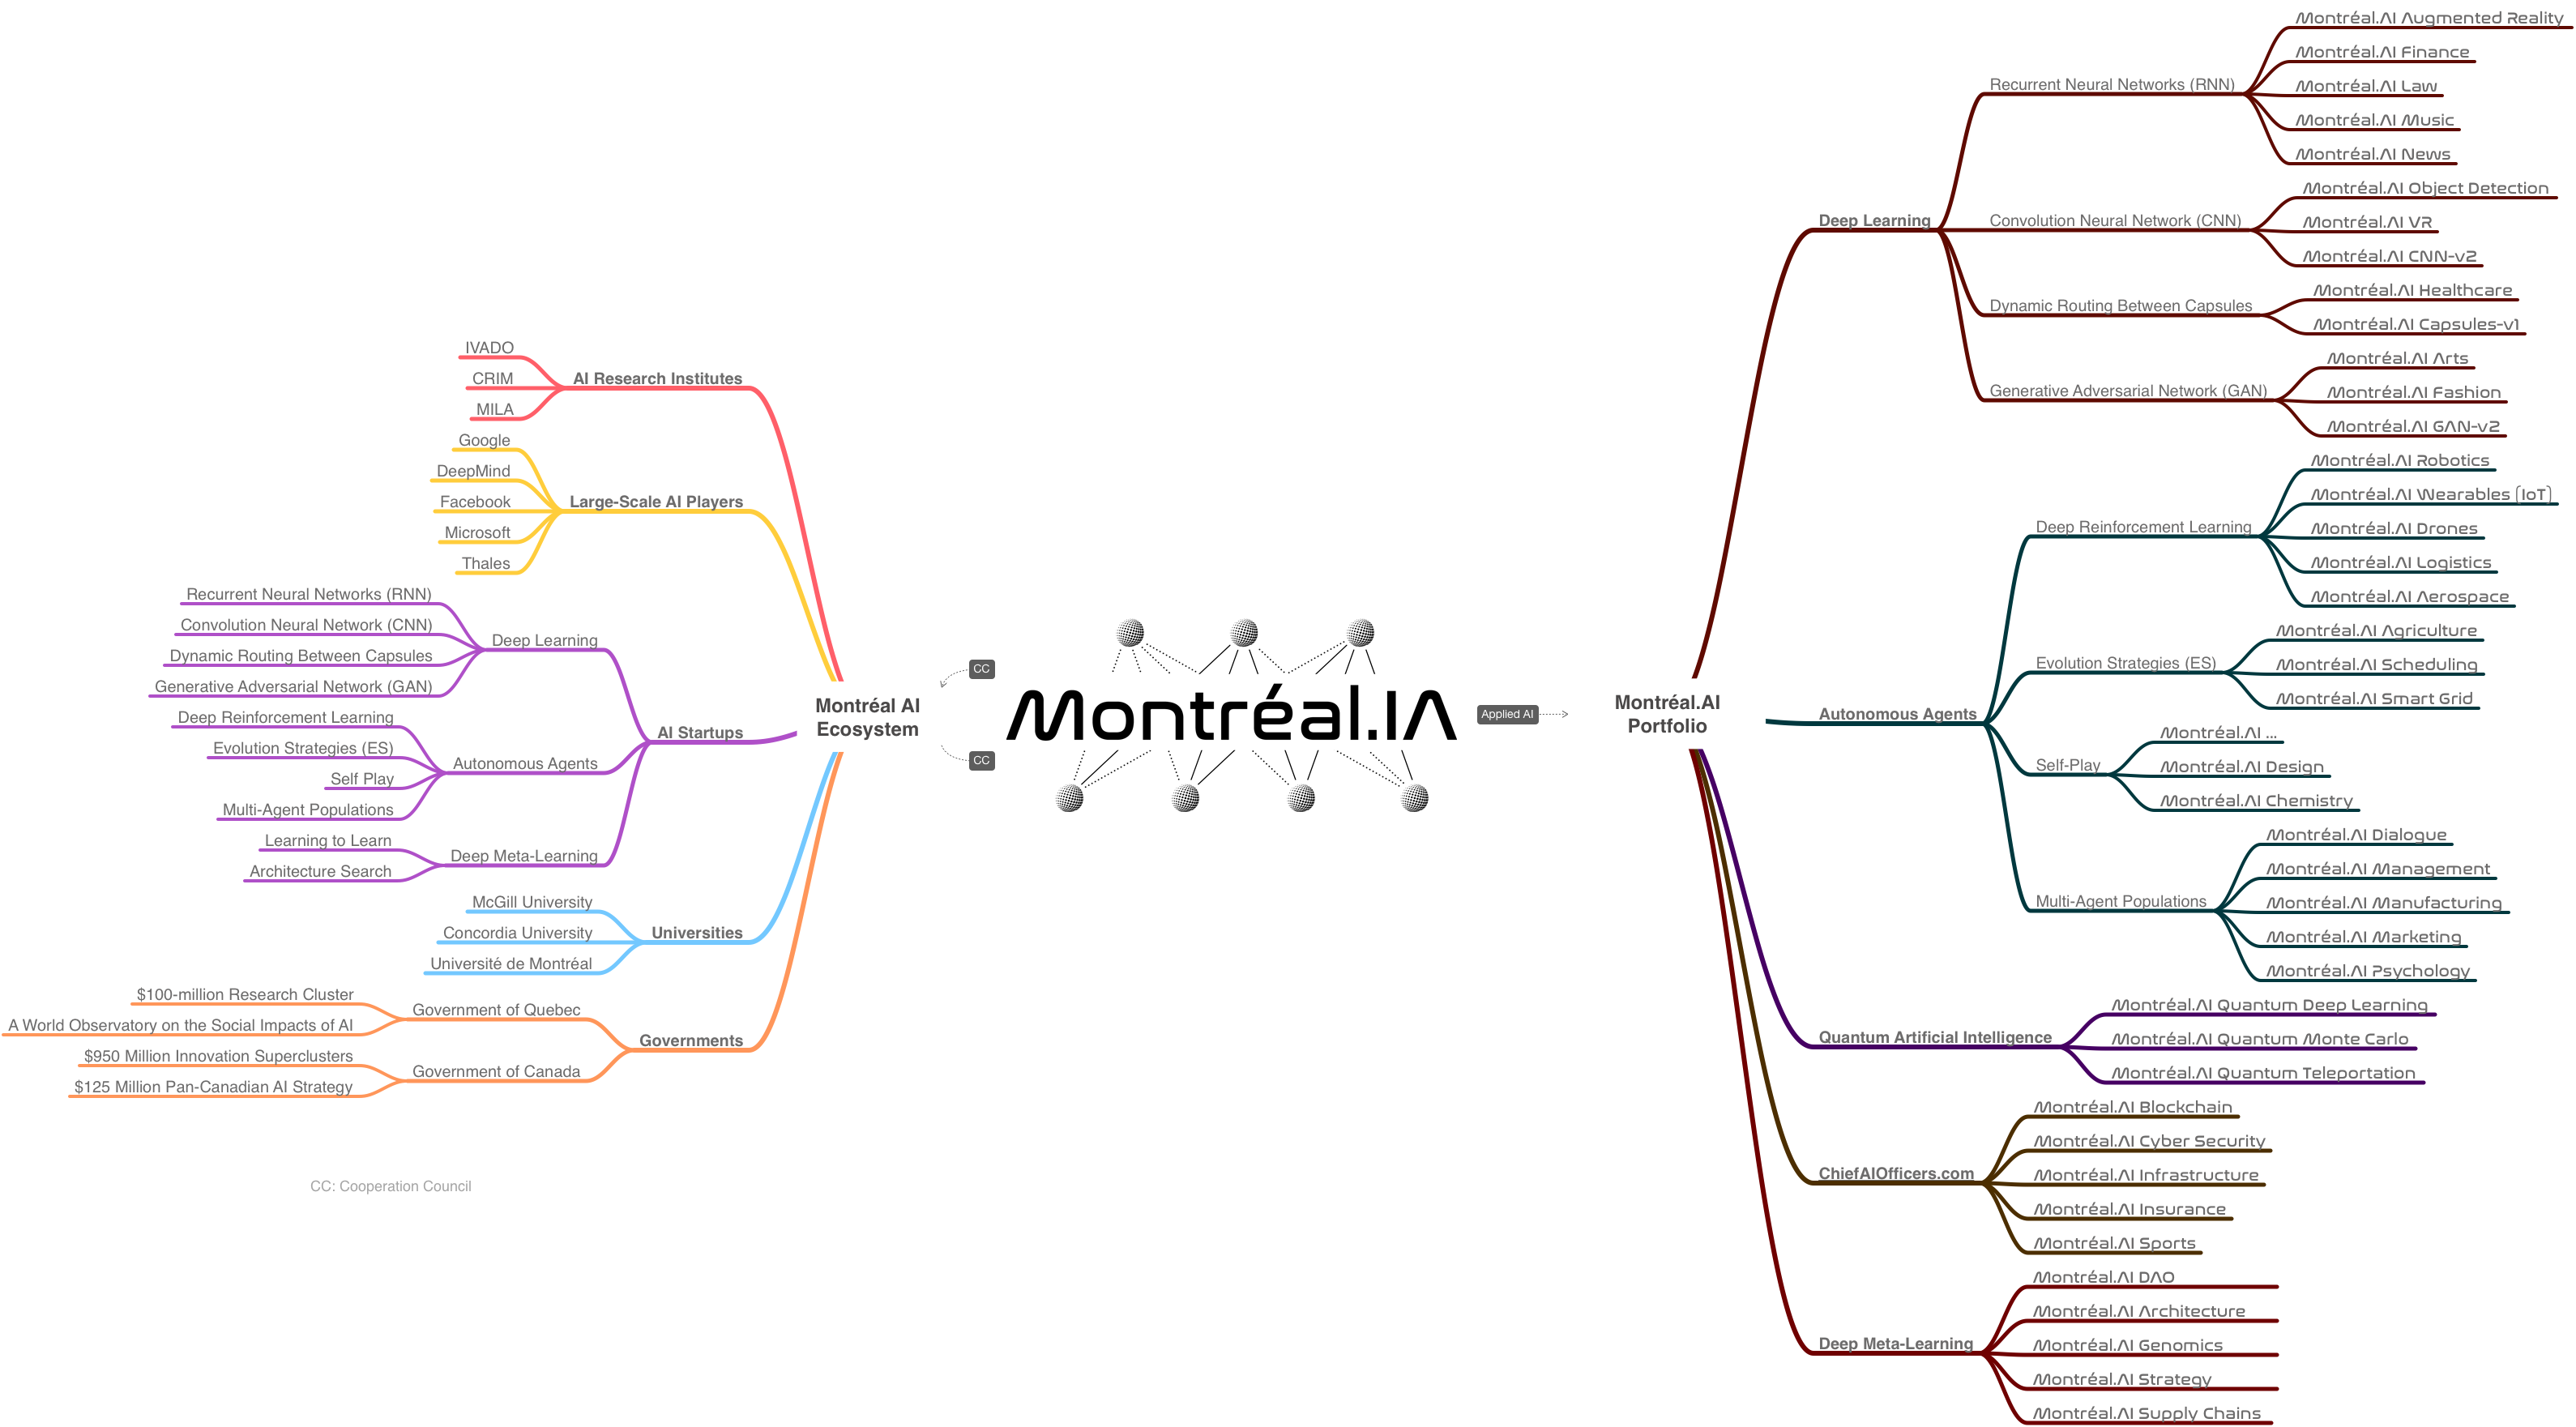 IVADO
CRIM
MILA
AI Research Institutes
Google
DeepMind
Facebook
Microsoft
Thales
Large-Scale AI Players
Recurrent Neural Networks (RNN)
Convolution Neural Network (CNN)
Dynamic Routing Between Capsules
Generative Adversarial Network (GAN)
Deep Learning
Deep Reinforcement Learning
Evolution Strategies (ES)
Self Play
Multi-Agent Populations
Autonomous Agents
Learning to Learn
Architecture Search
Deep Meta-Learning
AI Startups
McGill University
Concordia University
Université de Montréal
Universities
$100-million Research Cluster
A World Observatory on the Social Impacts of AI
Government of Quebec
$950 Million Innovation Superclusters
$125 Million Pan-Canadian AI Strategy
Government of Canada
Governments
CC: Cooperation Council
Montréal AI
Ecosystem
CC
CC
Montréal.IA
Applied AI
Montréal.AI
Portfolio
Deep Learning
Recurrent Neural Networks (RNN)
Montréal.AI Augmented Reality
Montréal.AI Finance
Montréal.AI Law
Montréal.AI Music
Montréal.AI News
Convolution Neural Network (CNN)
Montréal.AI Object Detection
Montréal.AI VR
Montréal.AI CNN-v2
Dynamic Routing Between Capsules
Montréal.AI Healthcare
Montréal.AI Capsules-v1
Generative Adversarial Network (GAN)
Montréal.AI Arts
Montréal.AI Fashion
Montréal.AI GAN-v2
Autonomous Agents
Deep Reinforcement Learning
Montréal.AI Robotics
Montréal.AI Wearables (IoT)
Montréal.AI Drones
Montréal.AI Logistics
Montréal.AI Aerospace
Evolution Strategies (ES)
Montréal.AI Agriculture
Montréal.AI Scheduling
Montréal.AI Smart Grid
Self-Play
Montréal.AI ...
Montréal.AI Design
Montréal.AI Chemistry
Multi-Agent Populations
Montréal.AI Dialogue
Montréal.AI Management
Montréal.AI Manufacturing
Montréal.AI Marketing
Montréal.AI Psychology
Quantum Artificial Intelligence
Montréal.AI Quantum Deep Learning
Montréal.AI Quantum Monte Carlo
Montréal.AI Quantum Teleportation
ChiefAIOfficers.com
Montréal.AI Blockchain
Montréal.AI Cyber Security
Montréal.AI Infrastructure
Montréal.AI Insurance
Montréal.AI Sports
Deep Meta-Learning
Montréal.AI DAO
Montréal.AI Architecture
Montréal.AI Genomics
Montréal.AI Strategy
Montréal.AI Supply Chains